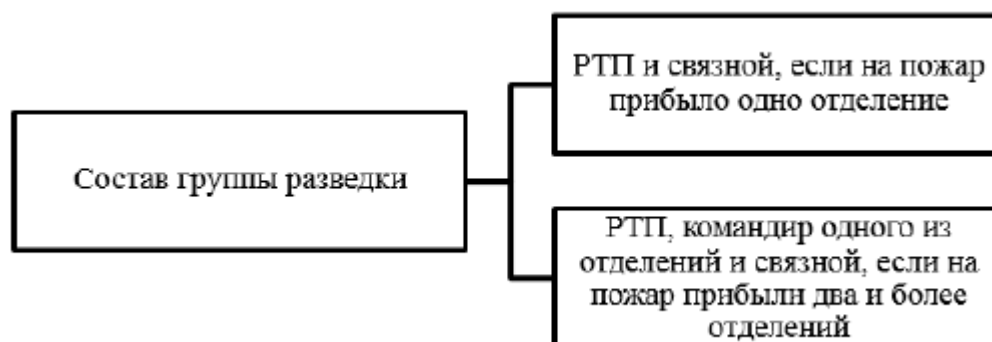 Состав группы разведки
РТП и связной, если на пожар
прибыло одно отделение
РТП, командир одного из
отделений и связной, если на
пожар прибыли два и более
отделений